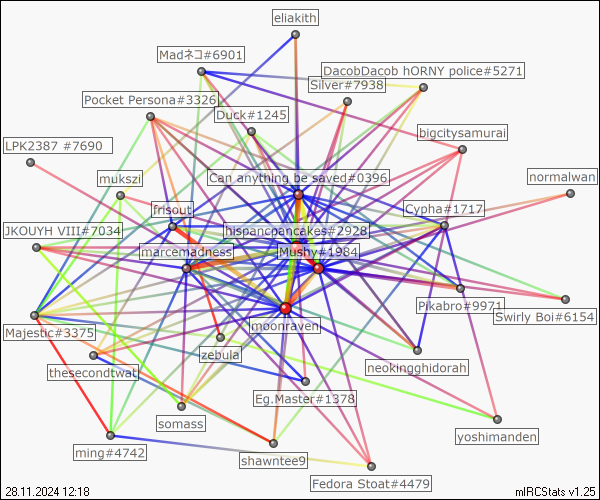 eliakith
Madネコ#6901
DacobDacob hORNY police#5271
Silver#7938
Pocket Persona#3326
Duck#1245
bigcitysamurai
LPK2387 #7690
mukszi
Can anything be saved#0396
normalwan
frisout
Cypha#1717
JKOUYH VIII#7034
hispancpancakes#2928
marcemadness
Mushy#1984
Pikabro#9971
Swirly Boi#6154
Majestic#3375
moonraven
zebula
thesecondtwat
neokingghidorah
Eg.Master#1378
somass
yoshimanden
ming#4742
shawntee9
Fedora Stoat#4479
28.11.2024 12:18
mIRCStats v1.25